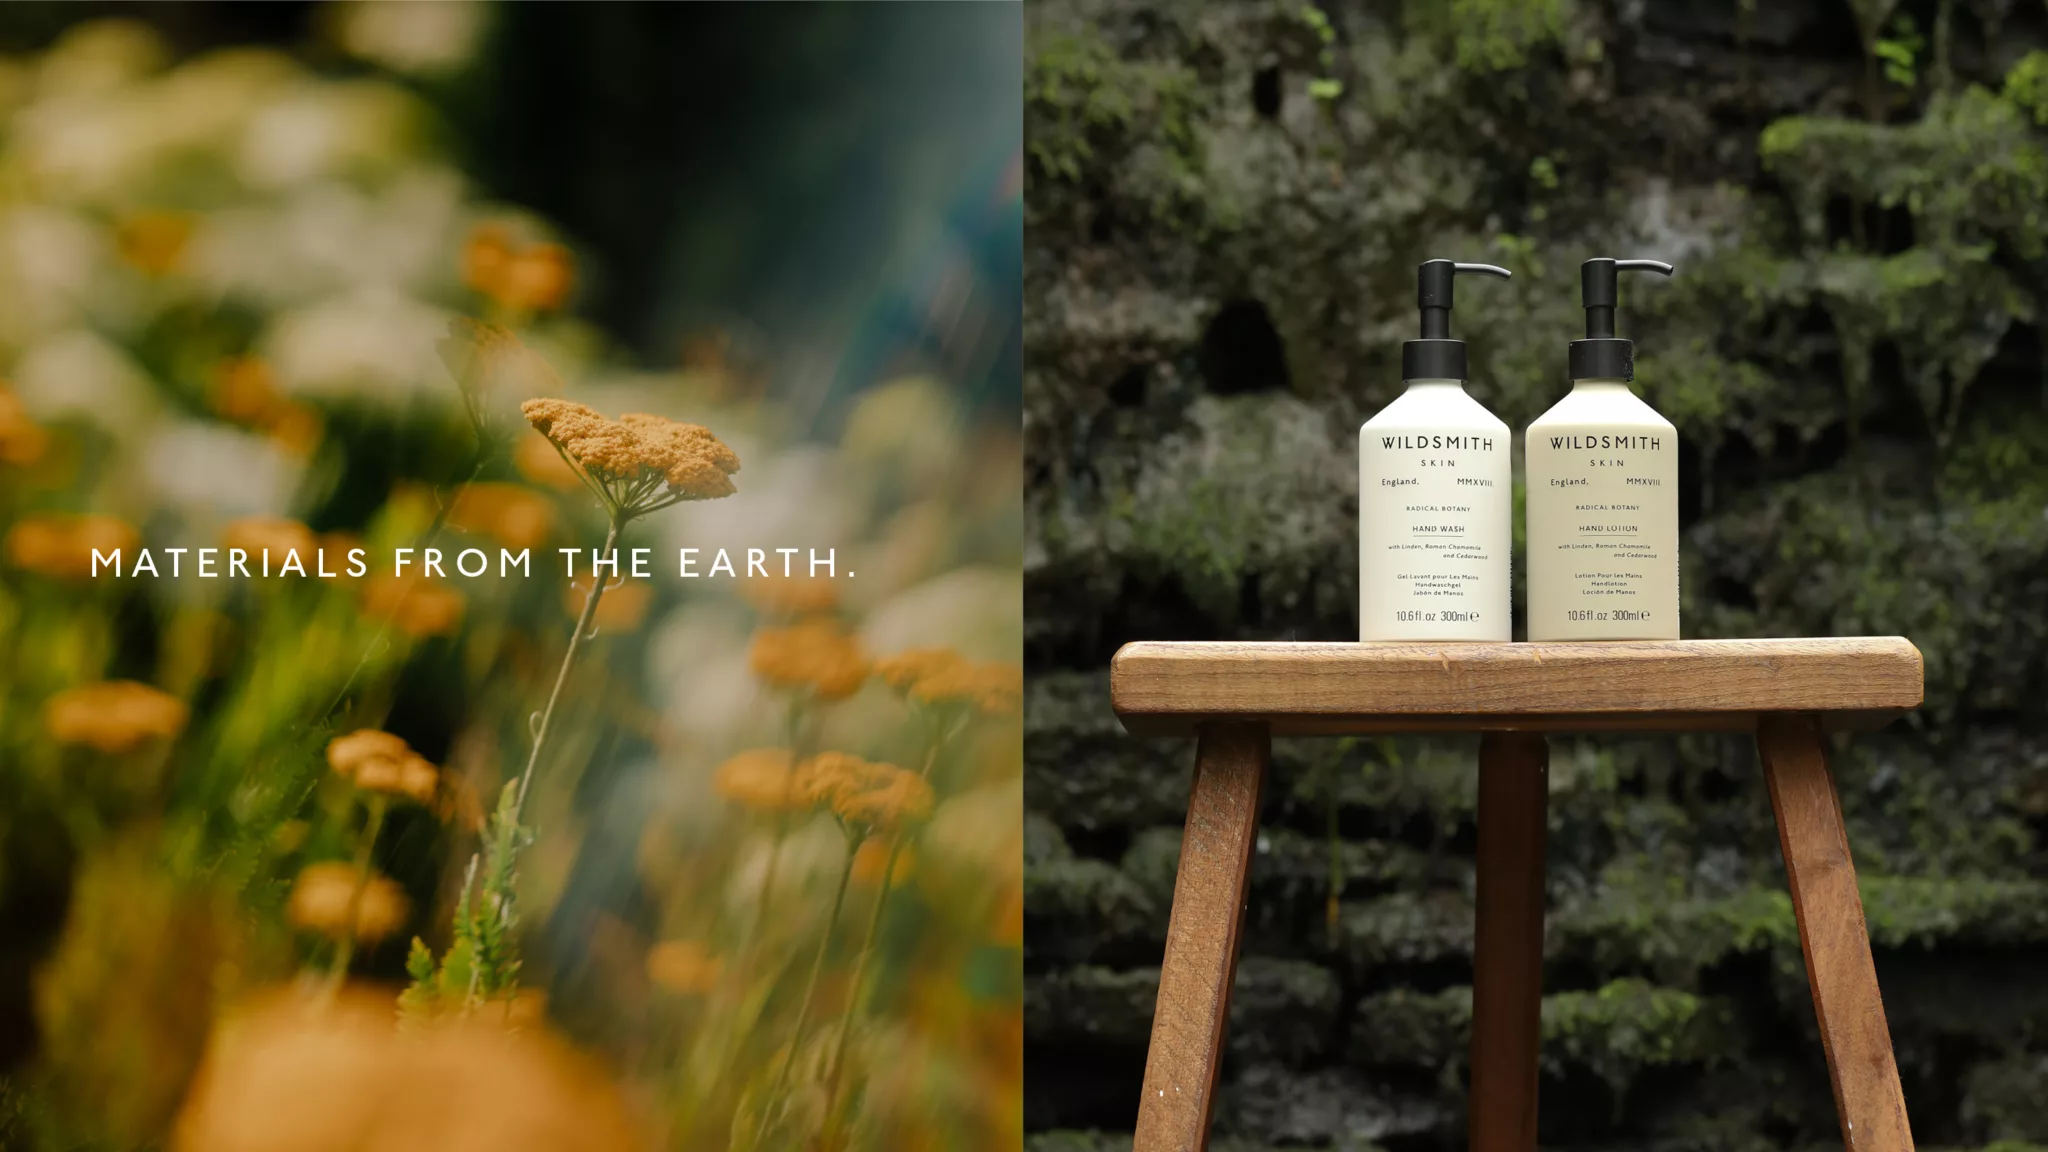 MATERIALS FROM THE EARTH.
WILDSMITH
SKIN
England. MMXVIII.
RADICAL BOTANY
HAND WASH
with Linden, Roman Chamomile
and Cedarwood
Gel Lavant pour Les Mains
Handwaschgel
Jabón de Manos
10.6fl.oz 300ml℮
WILDSMITH
SKIN
England. MMXVIII
RADICAL BOTANY
HAND LOTION
with Linden, Roman Chamomile
and Cedarwood
Lotion Pour les Mains
Handlotion
Loción de Manos
10.6fl.oz 300ml℮